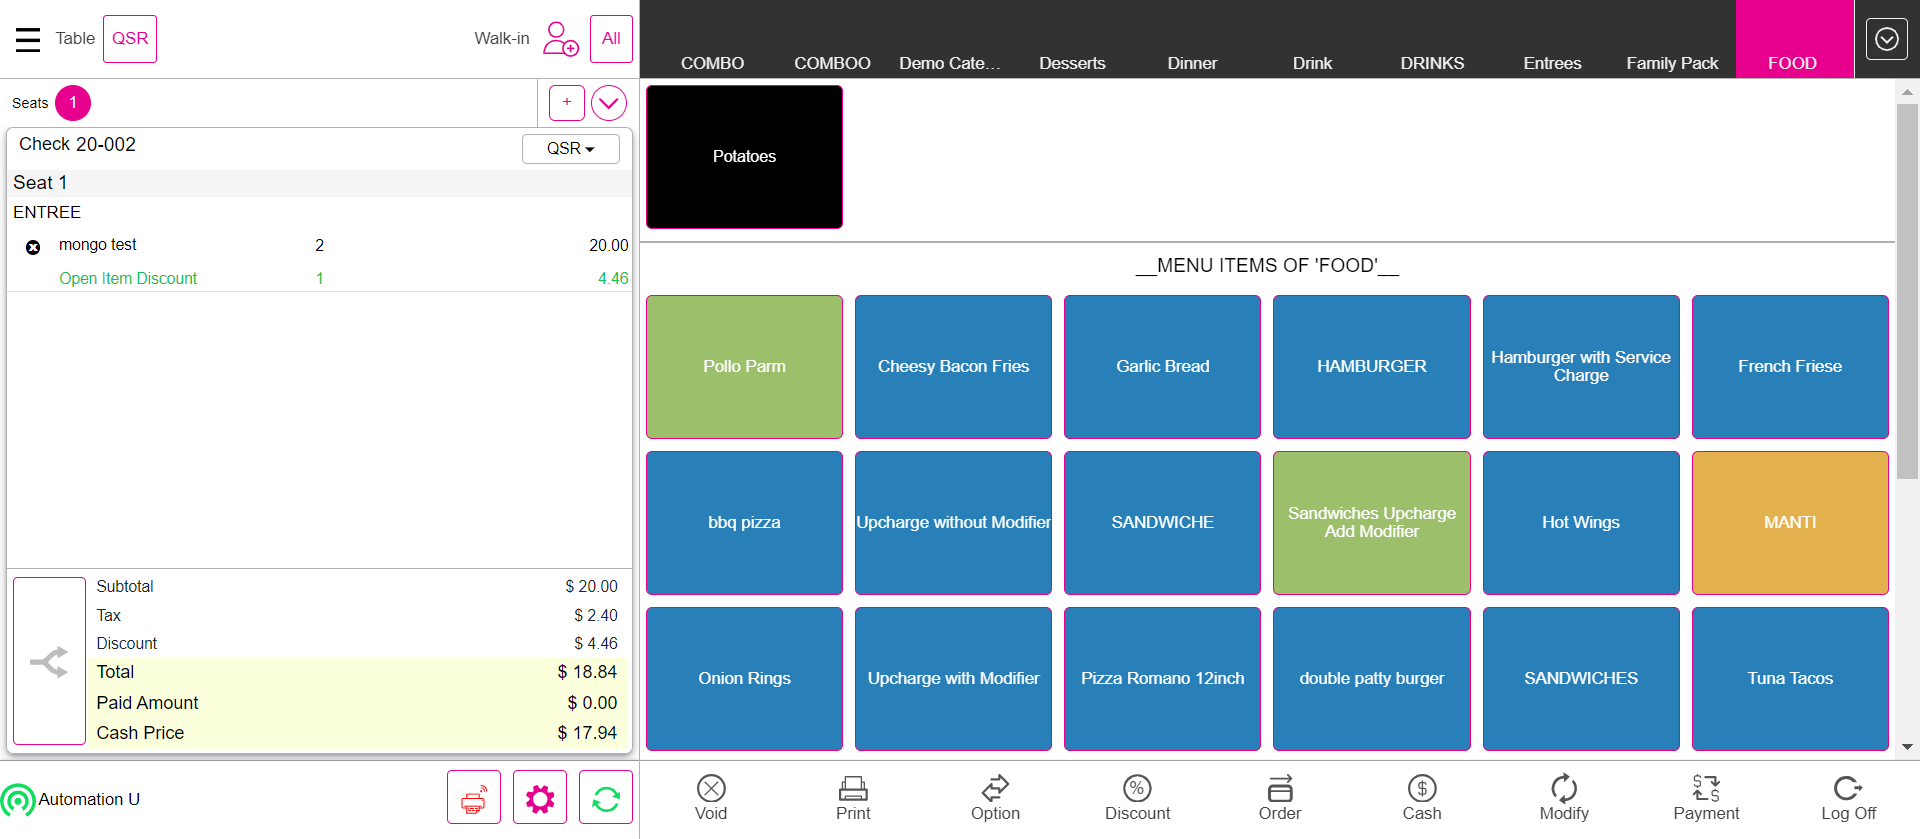 Table QSR
Walk-in All
COMBO COMBOO Demo Cate... Desserts Dinner Drink DRINKS Entrees Family Pack FOOD
Seats 1 +
Check 20-002
QSR
Seat 1
ENTREE
mongo test 2 20.00
Open Item Discount 1 4.46
Subtotal $ 20.00
Tax $ 2.40
Discount $ 4.46
Total $ 18.84
Paid Amount $ 0.00
Cash Price $ 17.94
Automation U
Potatoes
__MENU ITEMS OF 'FOOD'__
Pollo Parm
Cheesy Bacon Fries
Garlic Bread
HAMBURGER
Hamburger with Service
Charge
French Friese
bbq pizza
Upcharge without Modifier
SANDWICHE
Sandwiches Upcharge
Add Modifier
Hot Wings
MANTI
Onion Rings
Upcharge with Modifier
Pizza Romano 12inch
double patty burger
SANDWICHES
Tuna Tacos
Void Print Option Discount Order Cash Modify Payment Log Off